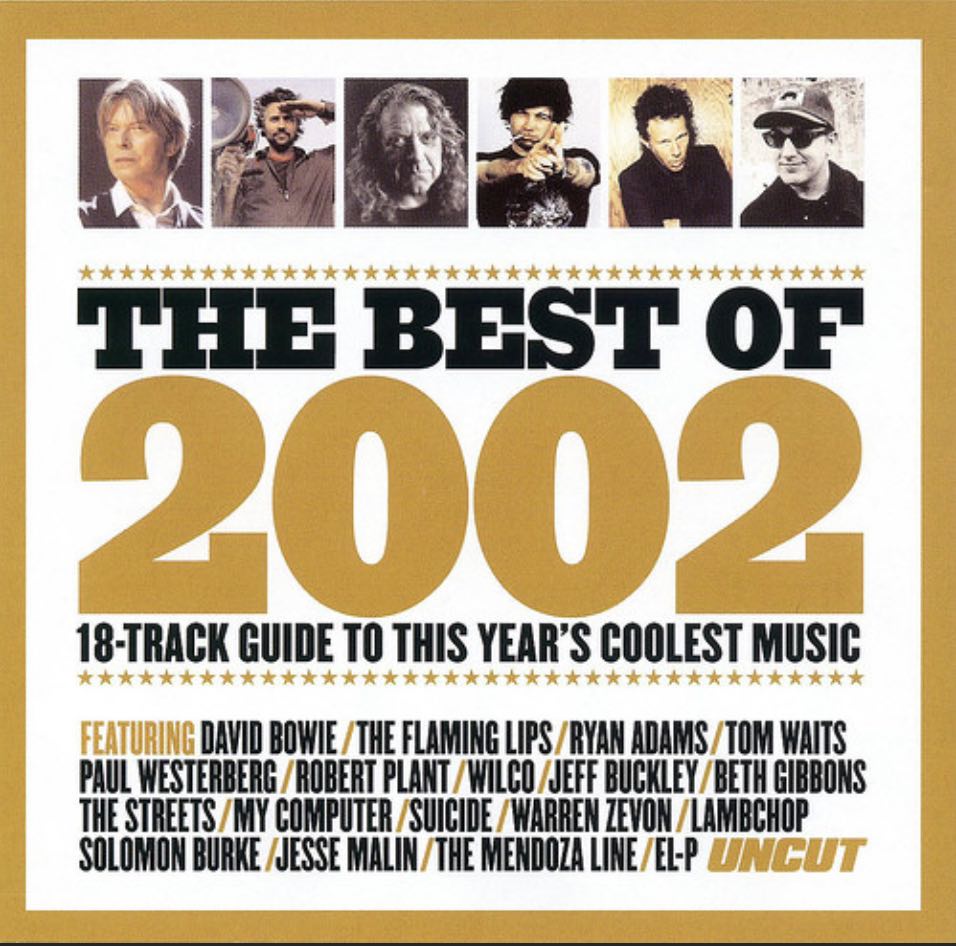 THE BEST OF
2002
18-TRACK GUIDE TO THIS YEAR'S COOLEST MUSIC
FEATURING DAVID BOWIE/THE FLAMING LIPS/RYAN ADAMS/TOM WAITS
PAUL WESTERBERG/ROBERT PLANT/WILCO/JEFF BUCKLEY/BETH GIBBONS
THE STREETS/MY COMPUTER/SUICIDE/WARREN ZEVON/LAMBCHOP
SOLOMON BURKE/JESSE MALIN/THE MENDOZA LINE/EL-P UNCUT